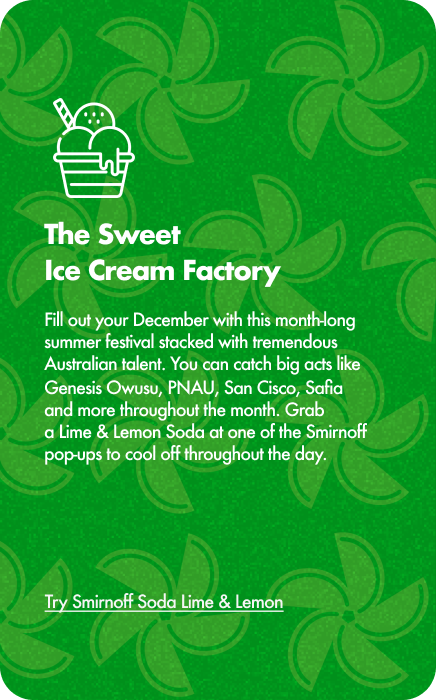 The Sweet
Ice Cream Factory
Fill out your December with this month-long
summer festival stacked with tremendous
Australian talent. You can catch big acts like
Genesis Owusu, PNAU, San Cisco, Safia
and more throughout the month. Grab
a Lime & Lemon Soda at one of the Smirnoff
pop-ups to cool off throughout the day.
Try Smirnoff Soda Lime & Lemon